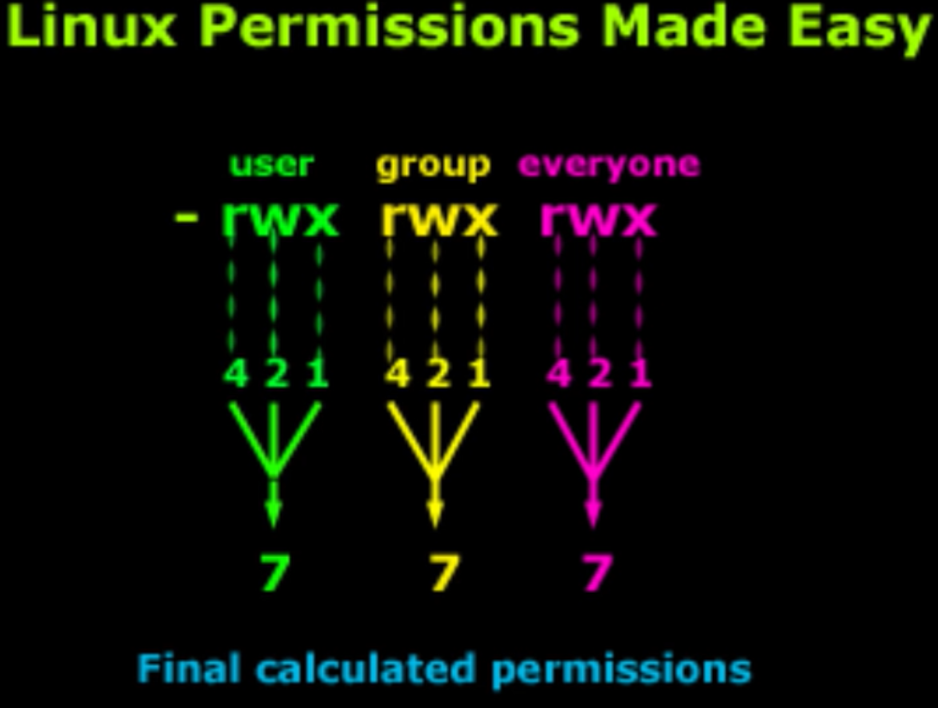 Linux Permissions Made Easy
user group everyone
- rwx rwx rwx
4 2 1 4 2 1 4 2 1
7 7 7
Final calculated permissions